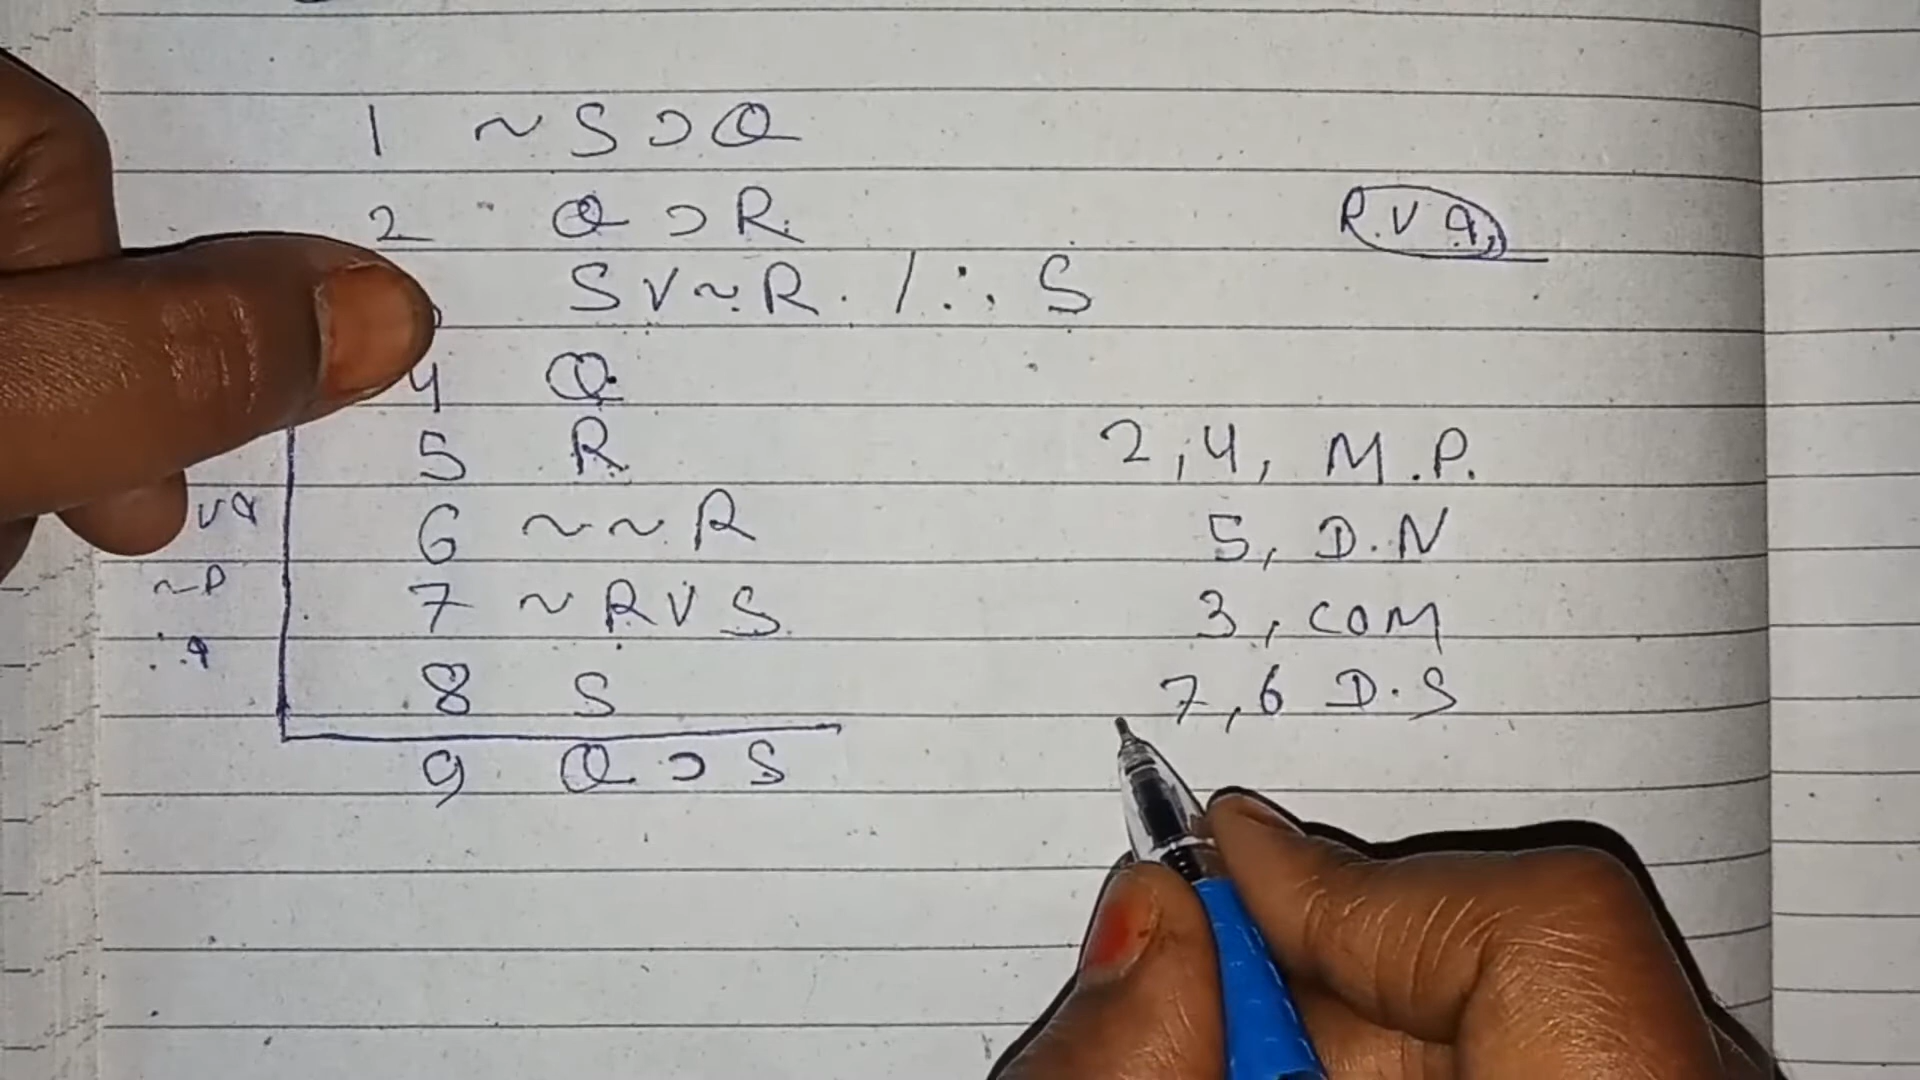 1 ~ S ⊃ Q
2 Q ⊃ R
R V q
S V ~ R . / ∴ S
4 Q
5 R 2, 4, M.P.
6 ~ ~ R 5, D.N
7 ~ R V S 3, COM
8 S 7, 6 D.S
9 Q ⊃ S
v q
~ P
∴ q